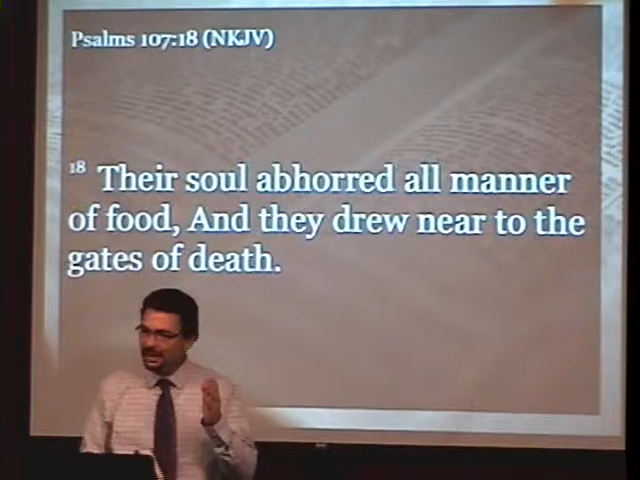 Psalms 107:18 (NKJV)
18 Their soul abhorred all manner
of food, And they drew near to the
gates of death.